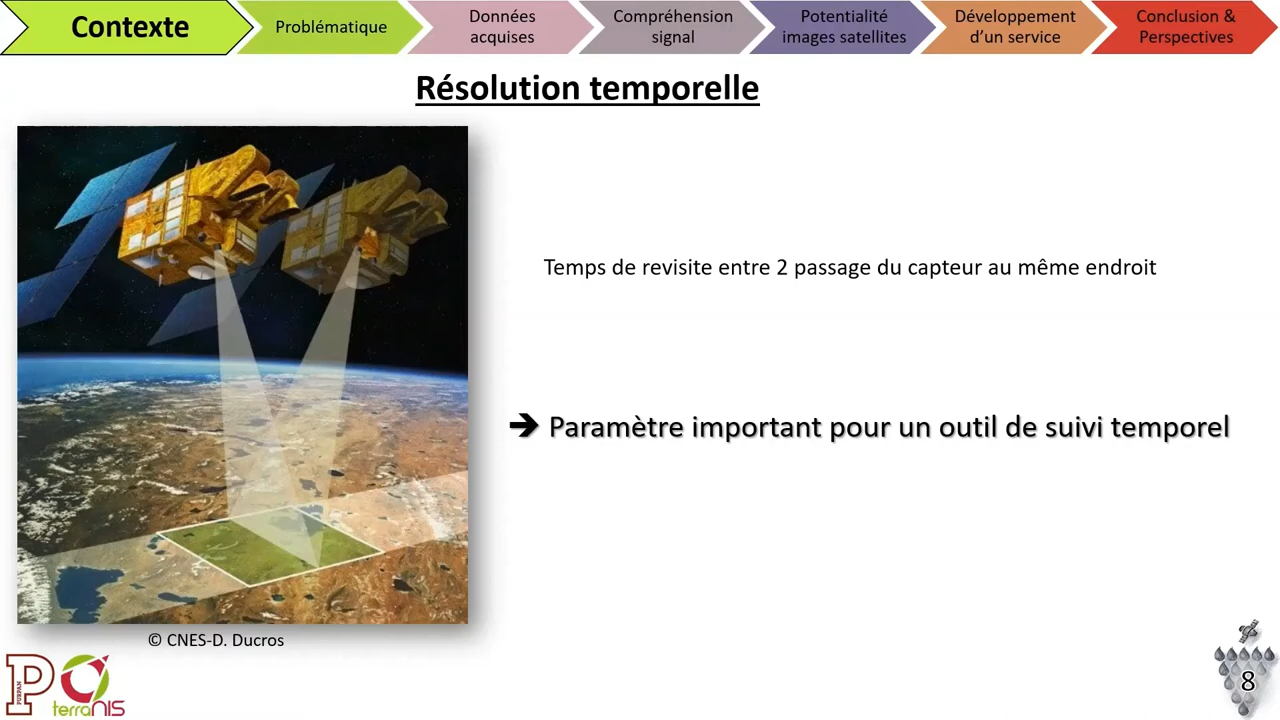 Contexte
Problématique
Données
acquises
Compréhension
signal
Potentialité
images satellites
Développement
d'un service
Conclusion &
Perspectives
Résolution temporelle
Temps de revisite entre 2 passage du capteur au même endroit
➔ Paramètre important pour un outil de suivi temporel
© CNES-D. Ducros
P
PURPAN
terraNIS
8